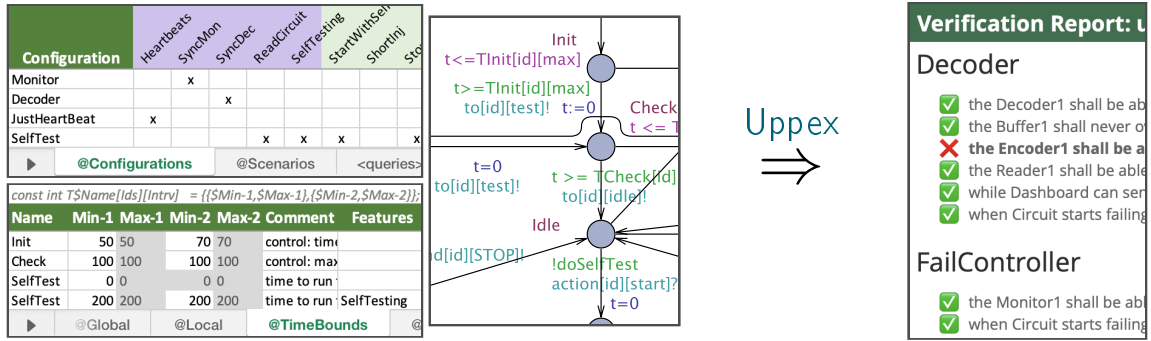 Configuration Heartbeats SyncMon SyncDec ReadCircuit SelfTesting StartWithSelf ShortInj Sto
Monitor x
Decoder x
JustHeartBeat x
SelfTest x x x x
@Configurations @Scenarios <queries>
const int T$Name[Ids][Intrv] = {{$Min-1,$Max-1},{$Min-2,$Max-2}};
Name Min-1 Max-1 Min-2 Max-2 Comment Features
Init 50 50 70 70 control: time
Check 100 100 100 100 control: max
SelfTest 0 0 0 0 time to run
SelfTest 200 200 200 200 time to run SelfTesting
@Global @Local @TimeBounds @
Init
t<=TInit[id][max]
t>=TInit[id][max]
to[id][test]! t:=0
Check
t <= T
t=0
to[id][test]!
t >= TCheck[id]
to[id][idle]!
Idle
d[id][STOP]!
!doSelfTest
action[id][start]?
t=0
Uppex
⇒
Verification Report: u
Decoder
the Decoder1 shall be ab
the Buffer1 shall never o
the Encoder1 shall be a
the Reader1 shall be able
while Dashboard can sen
when Circuit starts failing
FailController
the Monitor1 shall be abl
when Circuit starts failing